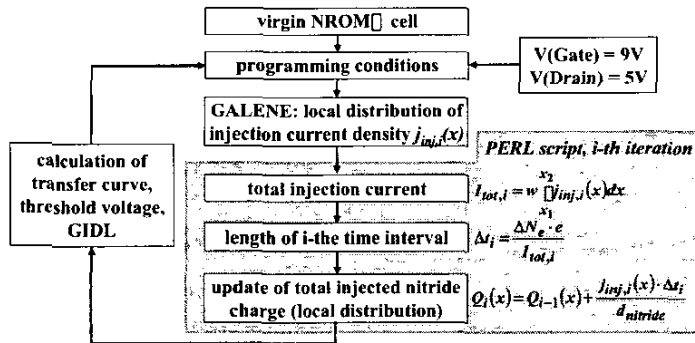 virgin NROM▯ cell
programming conditions
V(Gate) = 9V
V(Drain) = 5V
GALENE: local distribution of
injection current density j_inj,i(x)
PERL script, i-th iteration
calculation of
transfer curve,
threshold voltage,
GIDL
total injection current
I_tot,i = w ▯_x1^x2 j_inj,i(x)dx
length of i-the time interval
Δt_i = ΔN_e · e / I_tot,i
update of total injected nitride
charge (local distribution)
Q_i(x) = Q_i-1(x) + j_inj,i(x) · Δt_i / d_nitride